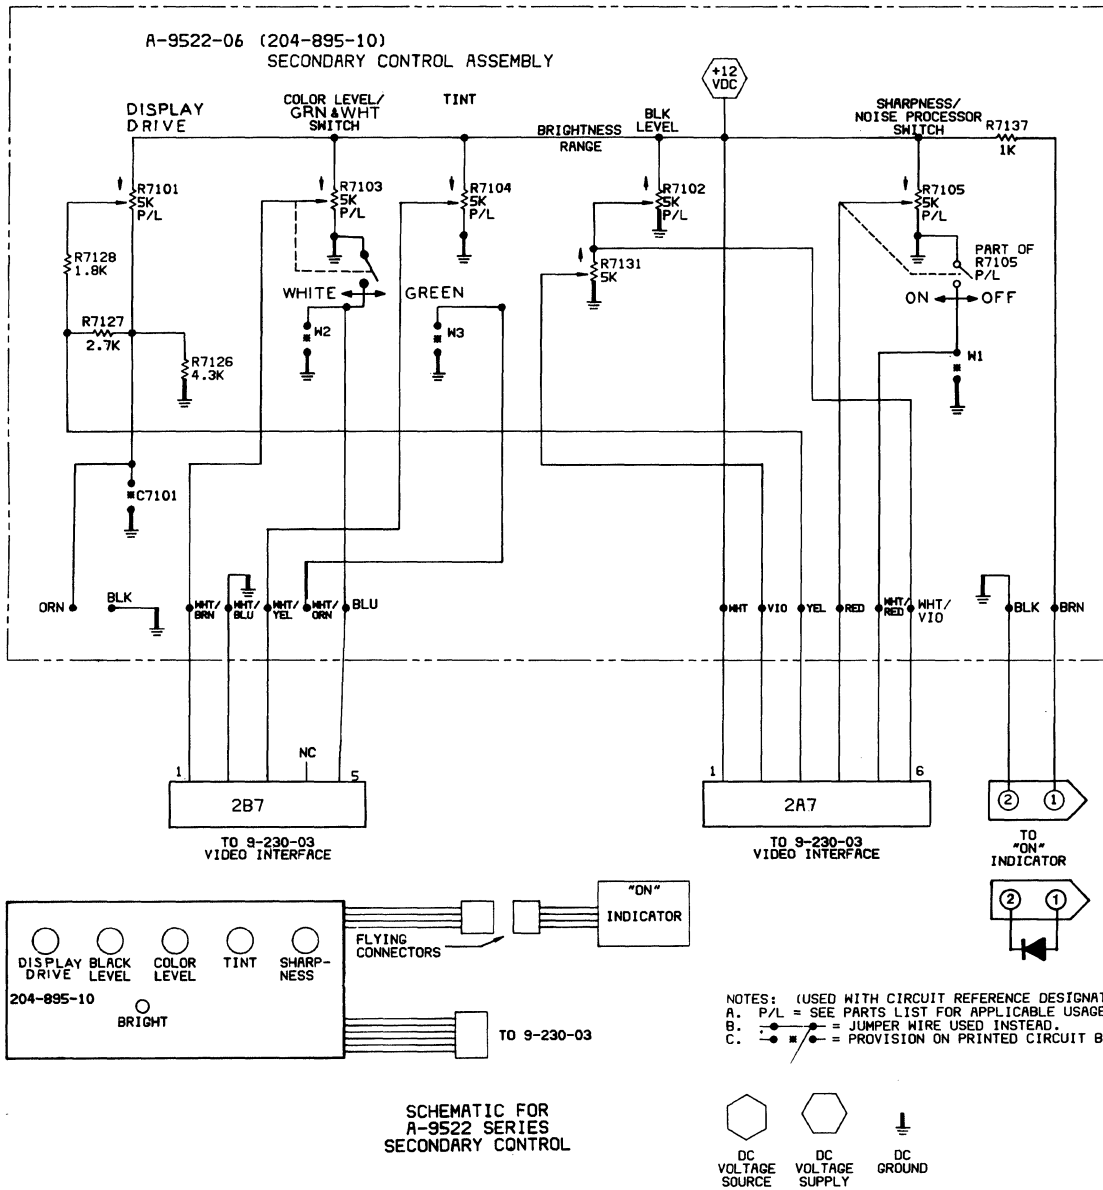 A-9522-06 (204-895-10)
SECONDARY CONTROL ASSEMBLY
+12
VDC
DISPLAY
DRIVE
COLOR LEVEL/
GRN & WHT
SWITCH
TINT
BRIGHTNESS
RANGE
BLK
LEVEL
SHARPNESS/
NOISE PROCESSOR
SWITCH
R7137
1K
R7101
5K
P/L
R7103
5K
P/L
R7104
5K
P/L
R7102
5K
P/L
R7105
5K
P/L
R7128
1.8K
R7131
5K
PART OF
R7105
P/L
WHITE
GREEN
ON
OFF
R7127
2.7K
W2
W3
R7126
4.3K
W1
C7101
ORN
BLK
WHT/
BRN
WHT/
BLU
WHT/
YEL
WHT/
ORN
BLU
WHT
VIO
YEL
RED
WHT/
RED
WHT/
VIO
BLK
BRN
NC
1
5
1
6
2B7
2A7
2
1
TO 9-230-03
VIDEO INTERFACE
TO 9-230-03
VIDEO INTERFACE
TO
"ON"
INDICATOR
2
1
"ON"
INDICATOR
FLYING
CONNECTORS
DISPLAY
DRIVE
BLACK
LEVEL
COLOR
LEVEL
TINT
SHARP-
NESS
204-895-10
BRIGHT
TO 9-230-03
NOTES: (USED WITH CIRCUIT REFERENCE DESIGNAT
A. P/L = SEE PARTS LIST FOR APPLICABLE USAGE
B. = JUMPER WIRE USED INSTEAD.
C. = PROVISION ON PRINTED CIRCUIT B
SCHEMATIC FOR
A-9522 SERIES
SECONDARY CONTROL
DC
VOLTAGE
SOURCE
DC
VOLTAGE
SUPPLY
DC
GROUND